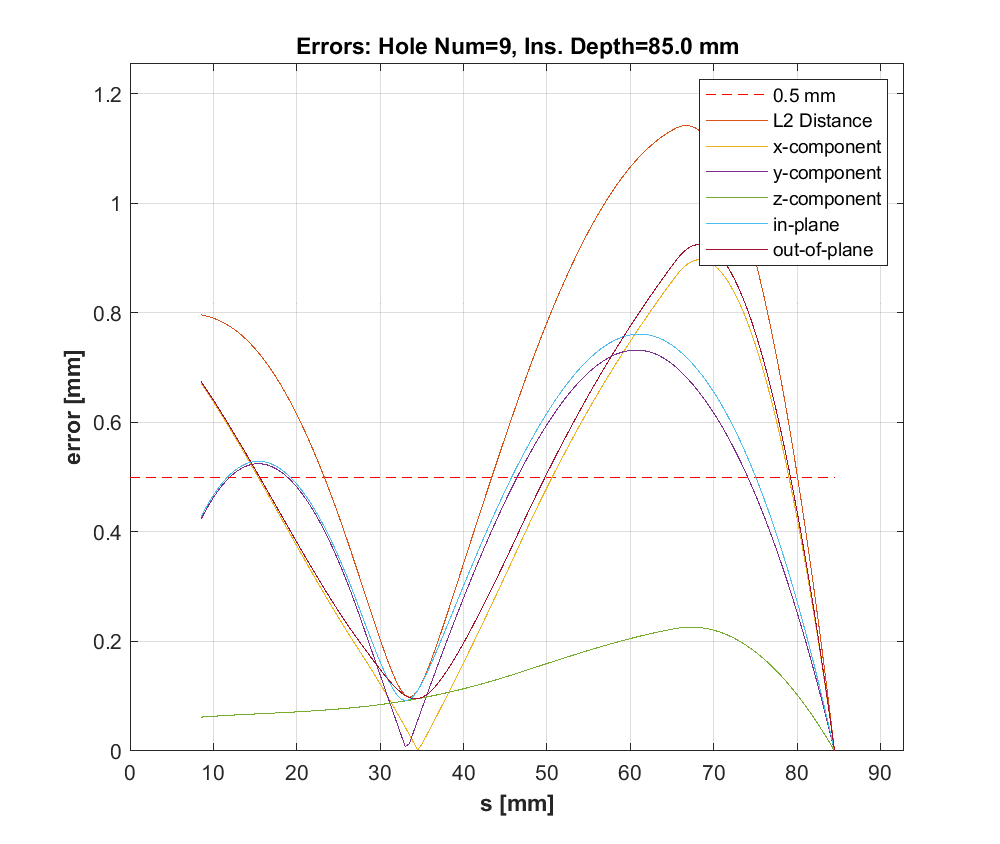 Errors: Hole Num=9, Ins. Depth=85.0 mm
1.2
1
0.8
0.6
0.4
0.2
0
error [mm]
0.5 mm
L2 Distance
x-component
y-component
z-component
in-plane
out-of-plane
0 10 20 30 40 50 60 70 80 90
s [mm]